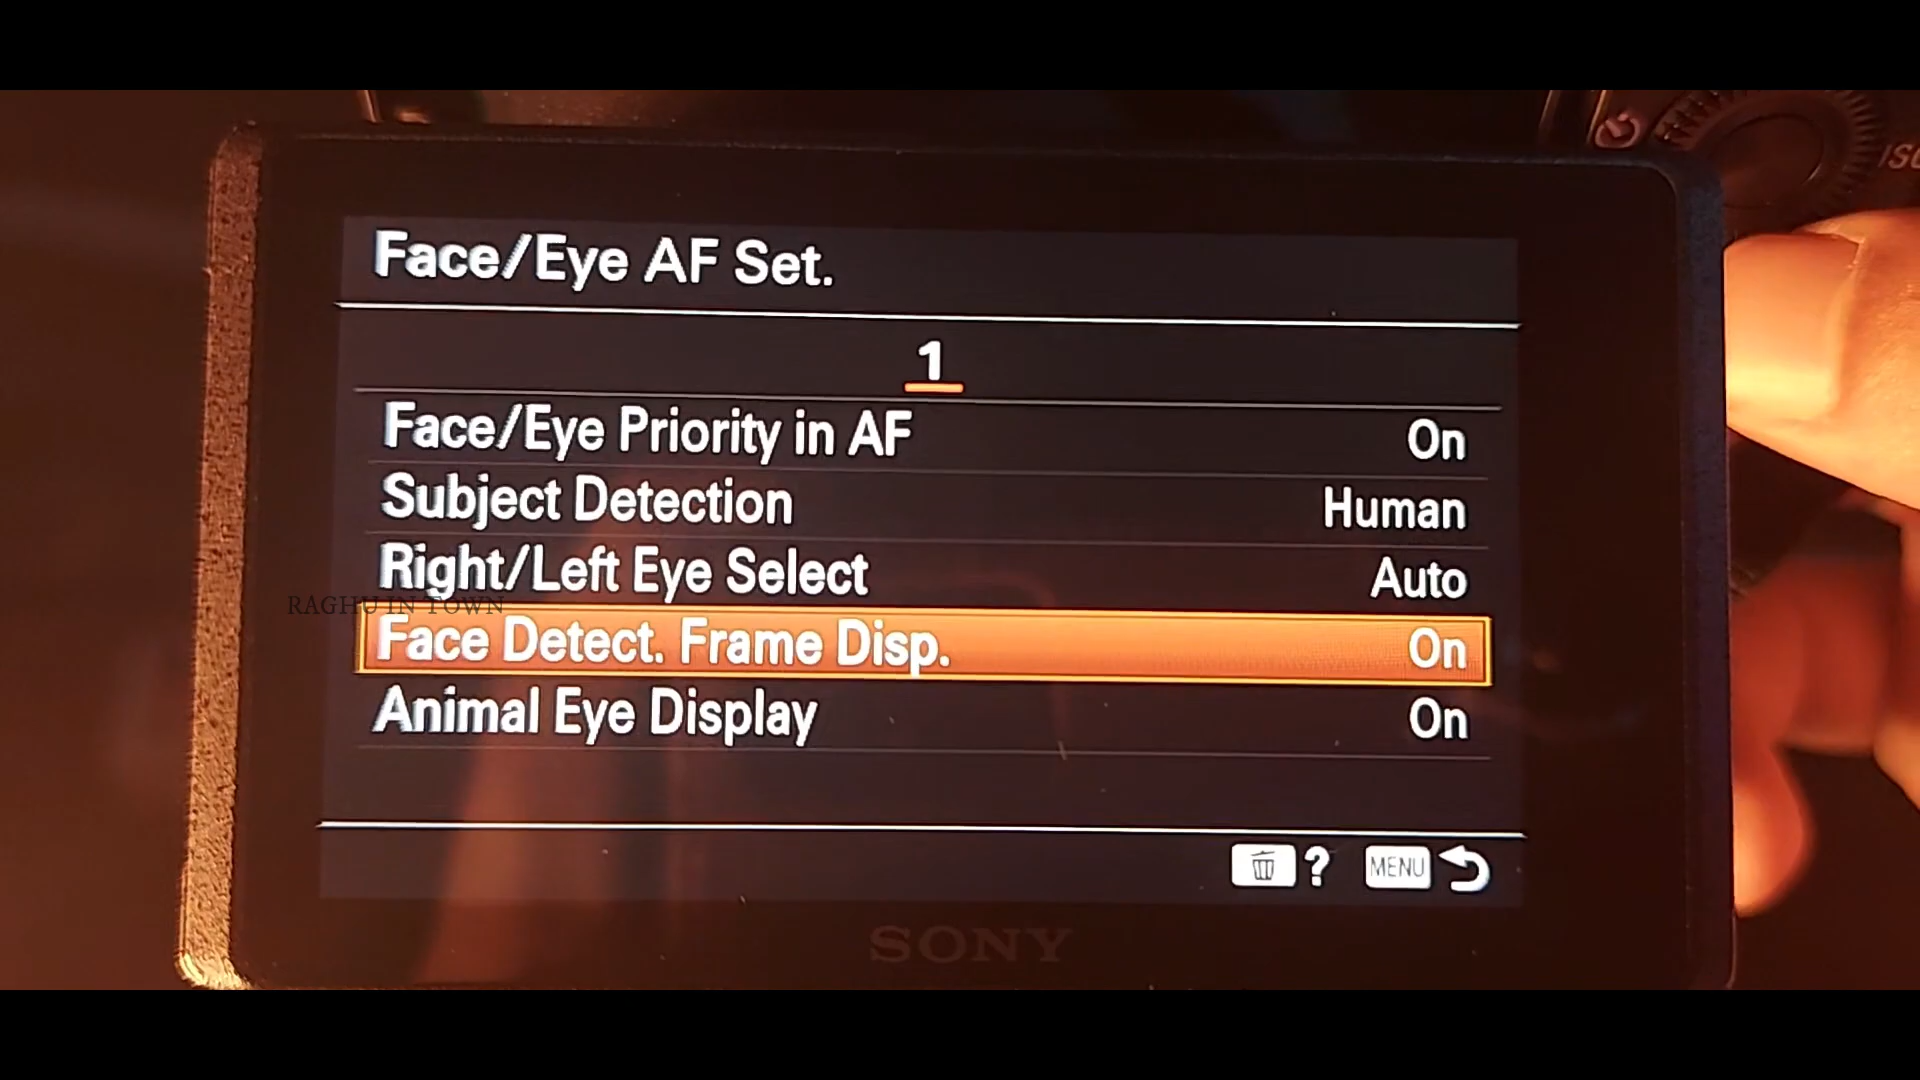 Face/Eye AF Set.
1
Face/Eye Priority in AF On
Subject Detection Human
Right/Left Eye Select Auto
RAGHU IN TOWN
Face Detect. Frame Disp. On
Animal Eye Display On
? MENU
SONY
ISO